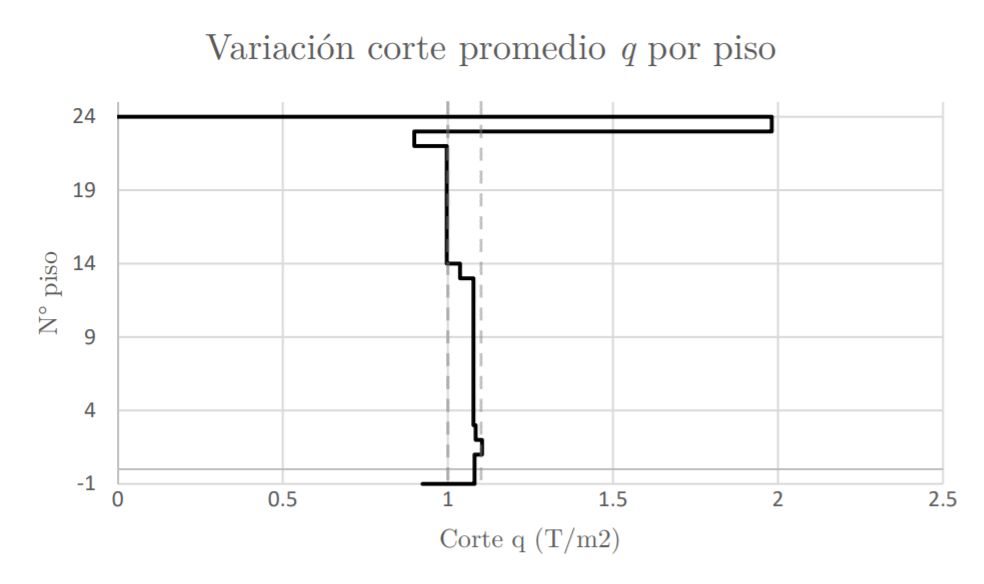 Variación corte promedio q por piso
24
19
14
9
4
-1
N° piso
0 0.5 1 1.5 2 2.5
Corte q (T/m2)